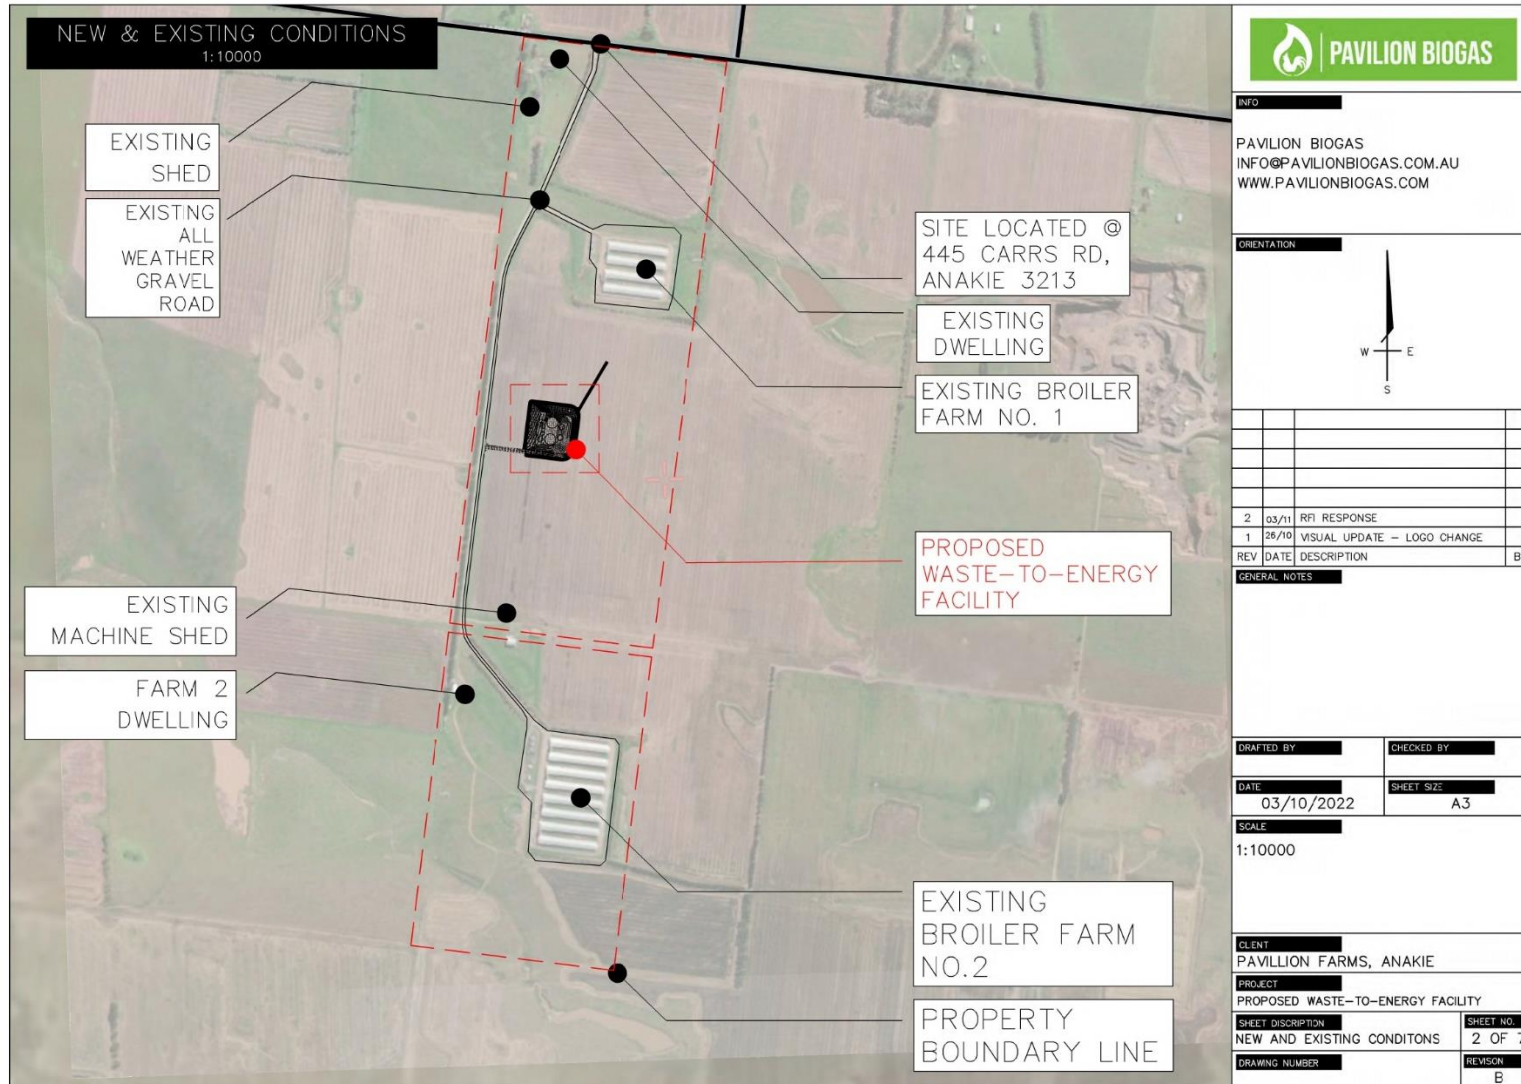 NEW & EXISTING CONDITIONS
1:10000
EXISTING
SHED
EXISTING
ALL
WEATHER
GRAVEL
ROAD
EXISTING
MACHINE SHED
FARM 2
DWELLING
SITE LOCATED @
445 CARRS RD,
ANAKIE 3213
EXISTING
DWELLING
EXISTING BROILER
FARM NO. 1
PROPOSED
WASTE-TO-ENERGY
FACILITY
EXISTING
BROILER FARM
NO.2
PROPERTY
BOUNDARY LINE
PAVILION BIOGAS
INFO
PAVILION BIOGAS
INFO@PAVILIONBIOGAS.COM.AU
WWW.PAVILIONBIOGAS.COM
ORIENTATION
W E
S
2 03/11 RFI RESPONSE
1 26/10 VISUAL UPDATE - LOGO CHANGE
REV DATE DESCRIPTION B
GENERAL NOTES
DRAFTED BY CHECKED BY
DATE SHEET SIZE
03/10/2022 A3
SCALE
1:10000
CLIENT
PAVILLION FARMS, ANAKIE
PROJECT
PROPOSED WASTE-TO-ENERGY FACILITY
SHEET DISCRIPTION SHEET NO.
NEW AND EXISTING CONDITONS 2 OF 7
DRAWING NUMBER REVISON
B